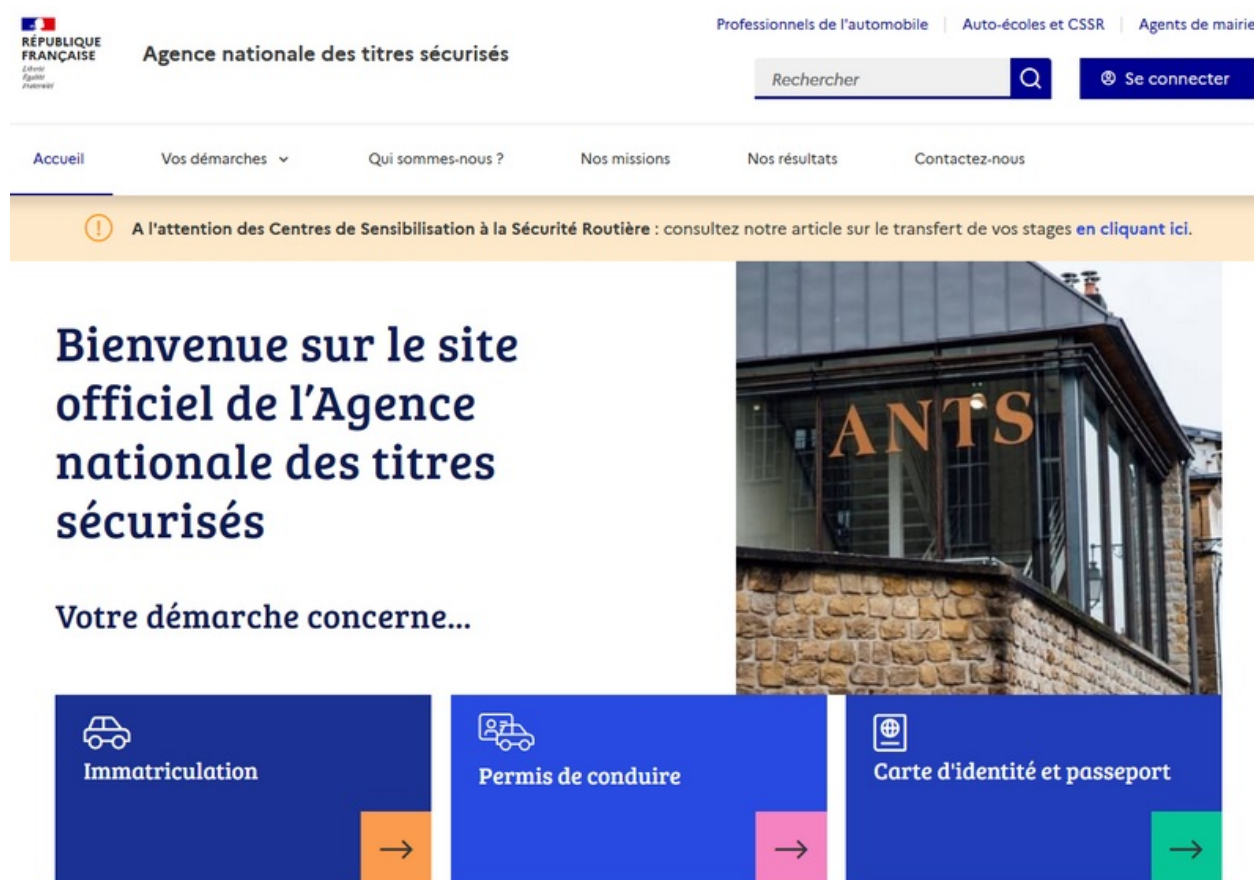 RÉPUBLIQUE
FRANÇAISE
Liberté
Égalité
Fraternité
Agence nationale des titres sécurisés
Professionnels de l'automobile
Auto-écoles et CSSR
Agents de mairie
Rechercher
Se connecter
Accueil
Vos démarches
Qui sommes-nous ?
Nos missions
Nos résultats
Contactez-nous
A l'attention des Centres de Sensibilisation à la Sécurité Routière : consultez notre article sur le transfert de vos stages en cliquant ici.
Bienvenue sur le site
officiel de l'Agence
nationale des titres
sécurisés
ANTS
Votre démarche concerne...
Immatriculation
Permis de conduire
Carte d'identité et passeport